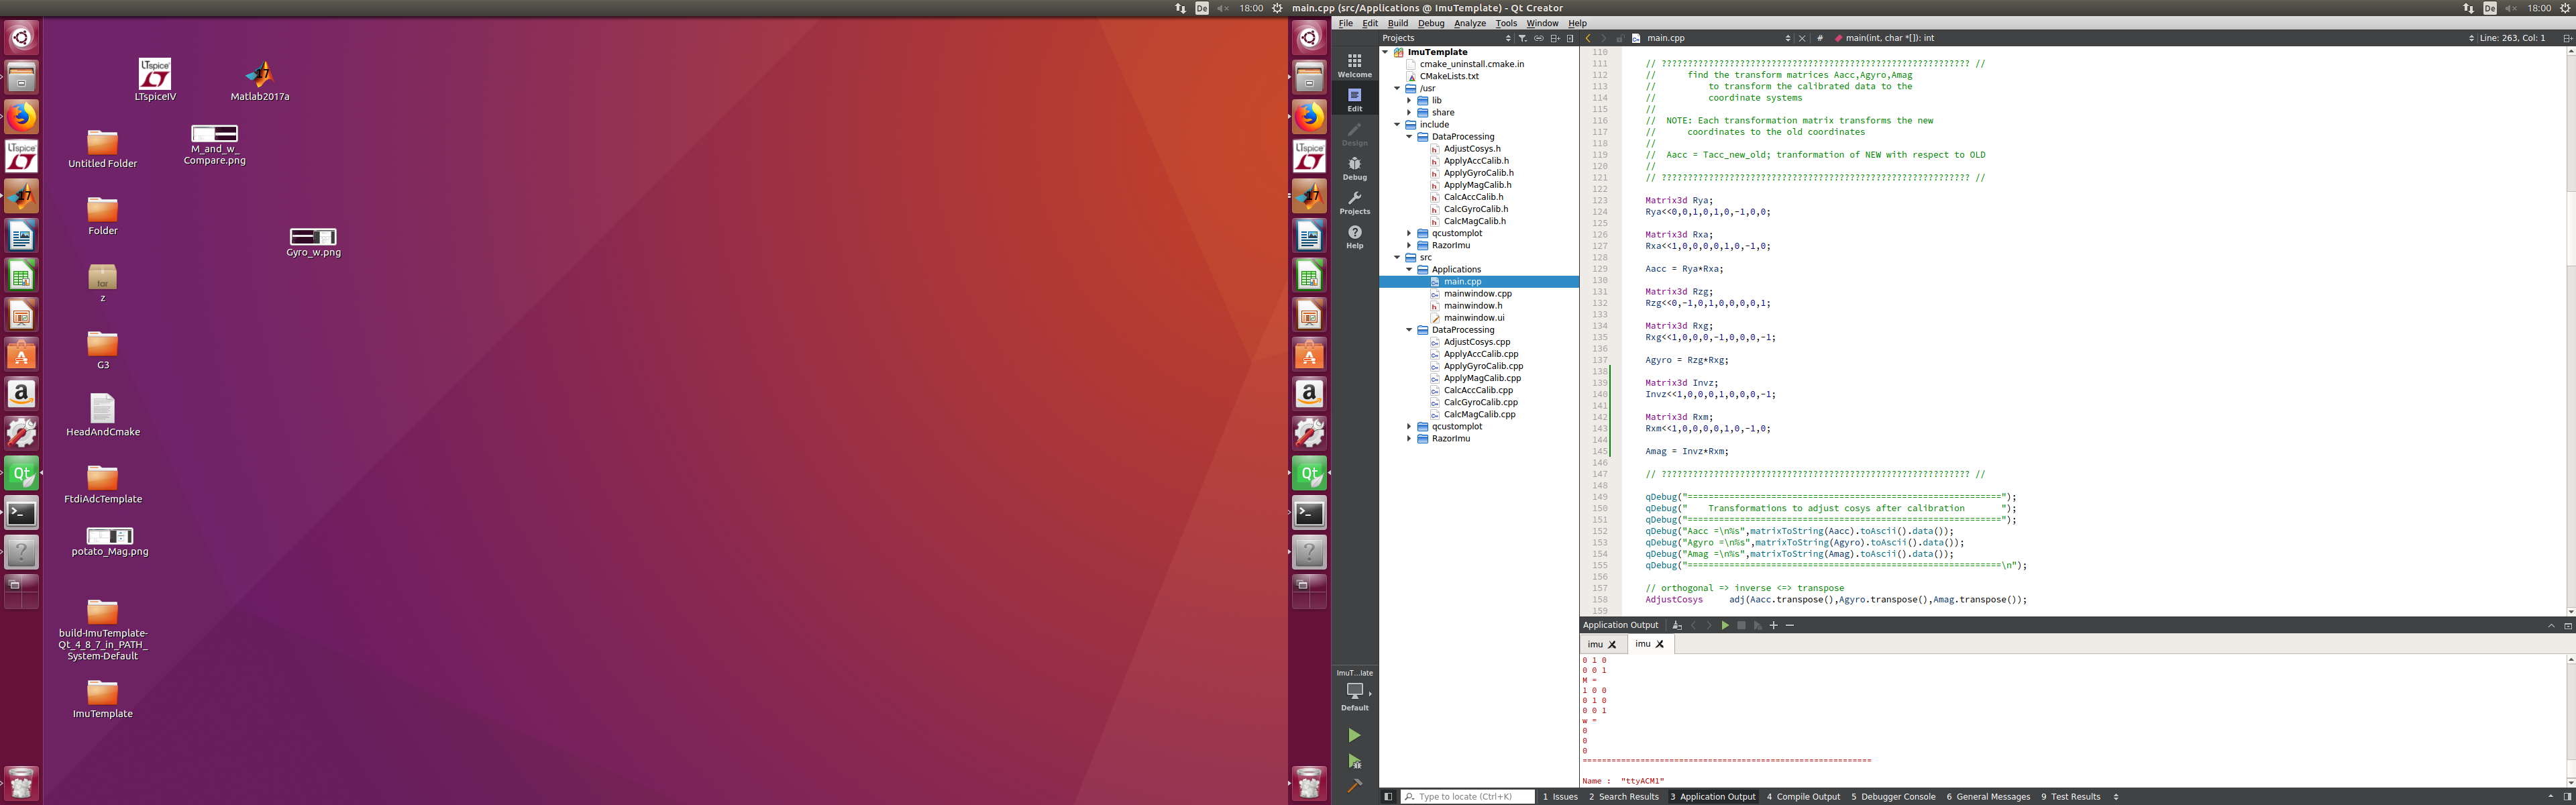 De 18:00
main.cpp (src/Applications @ ImuTemplate) - Qt Creator
De 18:00
LTspiceIV
Matlab2017a
Untitled Folder
M_and_w_
Compare.png
Folder
Gyro_w.png
tar
z
G3
HeadAndCmake
FtdiAdcTemplate
potato_Mag.png
build-ImuTemplate-
Qt_4_8_7_in_PATH_
System-Default
ImuTemplate
File Edit Build Debug Analyze Tools Window Help
Welcome
Edit
Design
Debug
Projects
Help
ImuT...late
Default
Projects
ImuTemplate
cmake_uninstall.cmake.in
CMakeLists.txt
/usr
lib
share
include
DataProcessing
AdjustCosys.h
ApplyAccCalib.h
ApplyGyroCalib.h
ApplyMagCalib.h
CalcAccCalib.h
CalcGyroCalib.h
CalcMagCalib.h
qcustomplot
RazorImu
src
Applications
main.cpp
mainwindow.cpp
mainwindow.h
mainwindow.ui
DataProcessing
AdjustCosys.cpp
ApplyAccCalib.cpp
ApplyGyroCalib.cpp
ApplyMagCalib.cpp
CalcAccCalib.cpp
CalcGyroCalib.cpp
CalcMagCalib.cpp
qcustomplot
RazorImu
main.cpp # main(int, char *[]): int Line: 263, Col: 1
110
111 // ??????????????????????????????????????????????????????????? //
112 // find the transform matrices Aacc,Agyro,Amag
113 // to transform the calibrated data to the
114 // coordinate systems
115 //
116 // NOTE: Each transformation matrix transforms the new
117 // coordinates to the old coordinates
118 //
119 // Aacc = Tacc_new_old; tranformation of NEW with respect to OLD
120 //
121 // ??????????????????????????????????????????????????????????? //
122
123 Matrix3d Rya;
124 Rya<<0,0,1,0,1,0,-1,0,0;
125
126 Matrix3d Rxa;
127 Rxa<<1,0,0,0,0,1,0,-1,0;
128
129 Aacc = Rya*Rxa;
130
131 Matrix3d Rzg;
132 Rzg<<0,-1,0,1,0,0,0,0,1;
133
134 Matrix3d Rxg;
135 Rxg<<1,0,0,0,-1,0,0,0,-1;
136
137 Agyro = Rzg*Rxg;
138
139 Matrix3d Invz;
140 Invz<<1,0,0,0,1,0,0,0,-1;
141
142 Matrix3d Rxm;
143 Rxm<<1,0,0,0,0,1,0,-1,0;
144
145 Amag = Invz*Rxm;
146
147 // ??????????????????????????????????????????????????????????? //
148
149 qDebug("============================================================");
150 qDebug(" Transformations to adjust cosys after calibration ");
151 qDebug("============================================================");
152 qDebug("Aacc =\n%s",matrixToString(Aacc).toAscii().data());
153 qDebug("Agyro =\n%s",matrixToString(Agyro).toAscii().data());
154 qDebug("Amag =\n%s",matrixToString(Amag).toAscii().data());
155 qDebug("============================================================\n");
156
157 // orthogonal => inverse <=> transpose
158 AdjustCosys adj(Aacc.transpose(),Agyro.transpose(),Amag.transpose());
159
Application Output
imu imu
0 1 0
0 0 1
M =
1 0 0
0 1 0
0 0 1
w =
0
0
0
============================================================
Name : "ttyACM1"
Type to locate (Ctrl+K) 1 Issues 2 Search Results 3 Application Output 4 Compile Output 5 Debugger Console 6 General Messages 9 Test Results